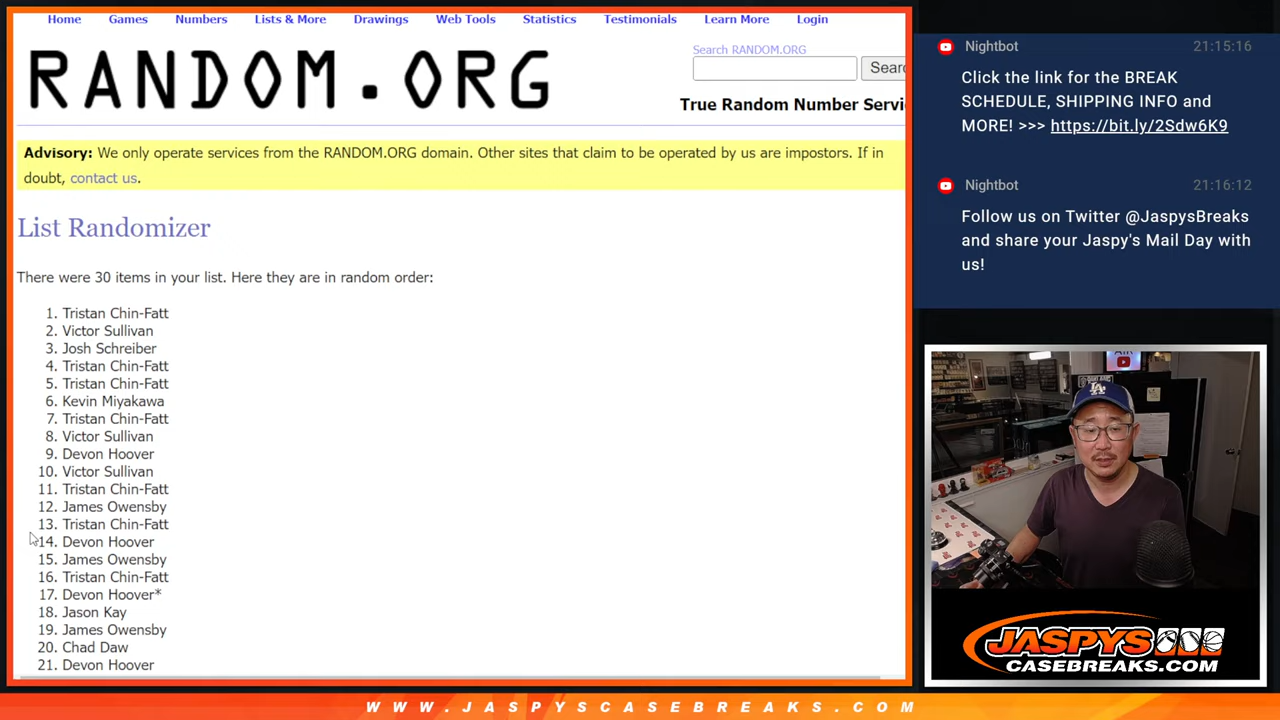 Home Games Numbers Lists & More Drawings Web Tools Statistics Testimonials Learn More Login
RANDOM.ORG
Search RANDOM.ORG
Sear
True Random Number Servi
Advisory: We only operate services from the RANDOM.ORG domain. Other sites that claim to be operated by us are impostors. If in
doubt, contact us.
List Randomizer
There were 30 items in your list. Here they are in random order:
1. Tristan Chin-Fatt
2. Victor Sullivan
3. Josh Schreiber
4. Tristan Chin-Fatt
5. Tristan Chin-Fatt
6. Kevin Miyakawa
7. Tristan Chin-Fatt
8. Victor Sullivan
9. Devon Hoover
10. Victor Sullivan
11. Tristan Chin-Fatt
12. James Owensby
13. Tristan Chin-Fatt
14. Devon Hoover
15. James Owensby
16. Tristan Chin-Fatt
17. Devon Hoover*
18. Jason Kay
19. James Owensby
20. Chad Daw
21. Devon Hoover
Nightbot 21:15:16
Click the link for the BREAK
SCHEDULE, SHIPPING INFO and
MORE! >>> https://bit.ly/2Sdw6K9
Nightbot 21:16:12
Follow us on Twitter @JaspysBreaks
and share your Jaspy's Mail Day with
us!
LA
JASPYS
CASEBREAKS.COM
WWW.JASPYSCASEBREAKS.COM